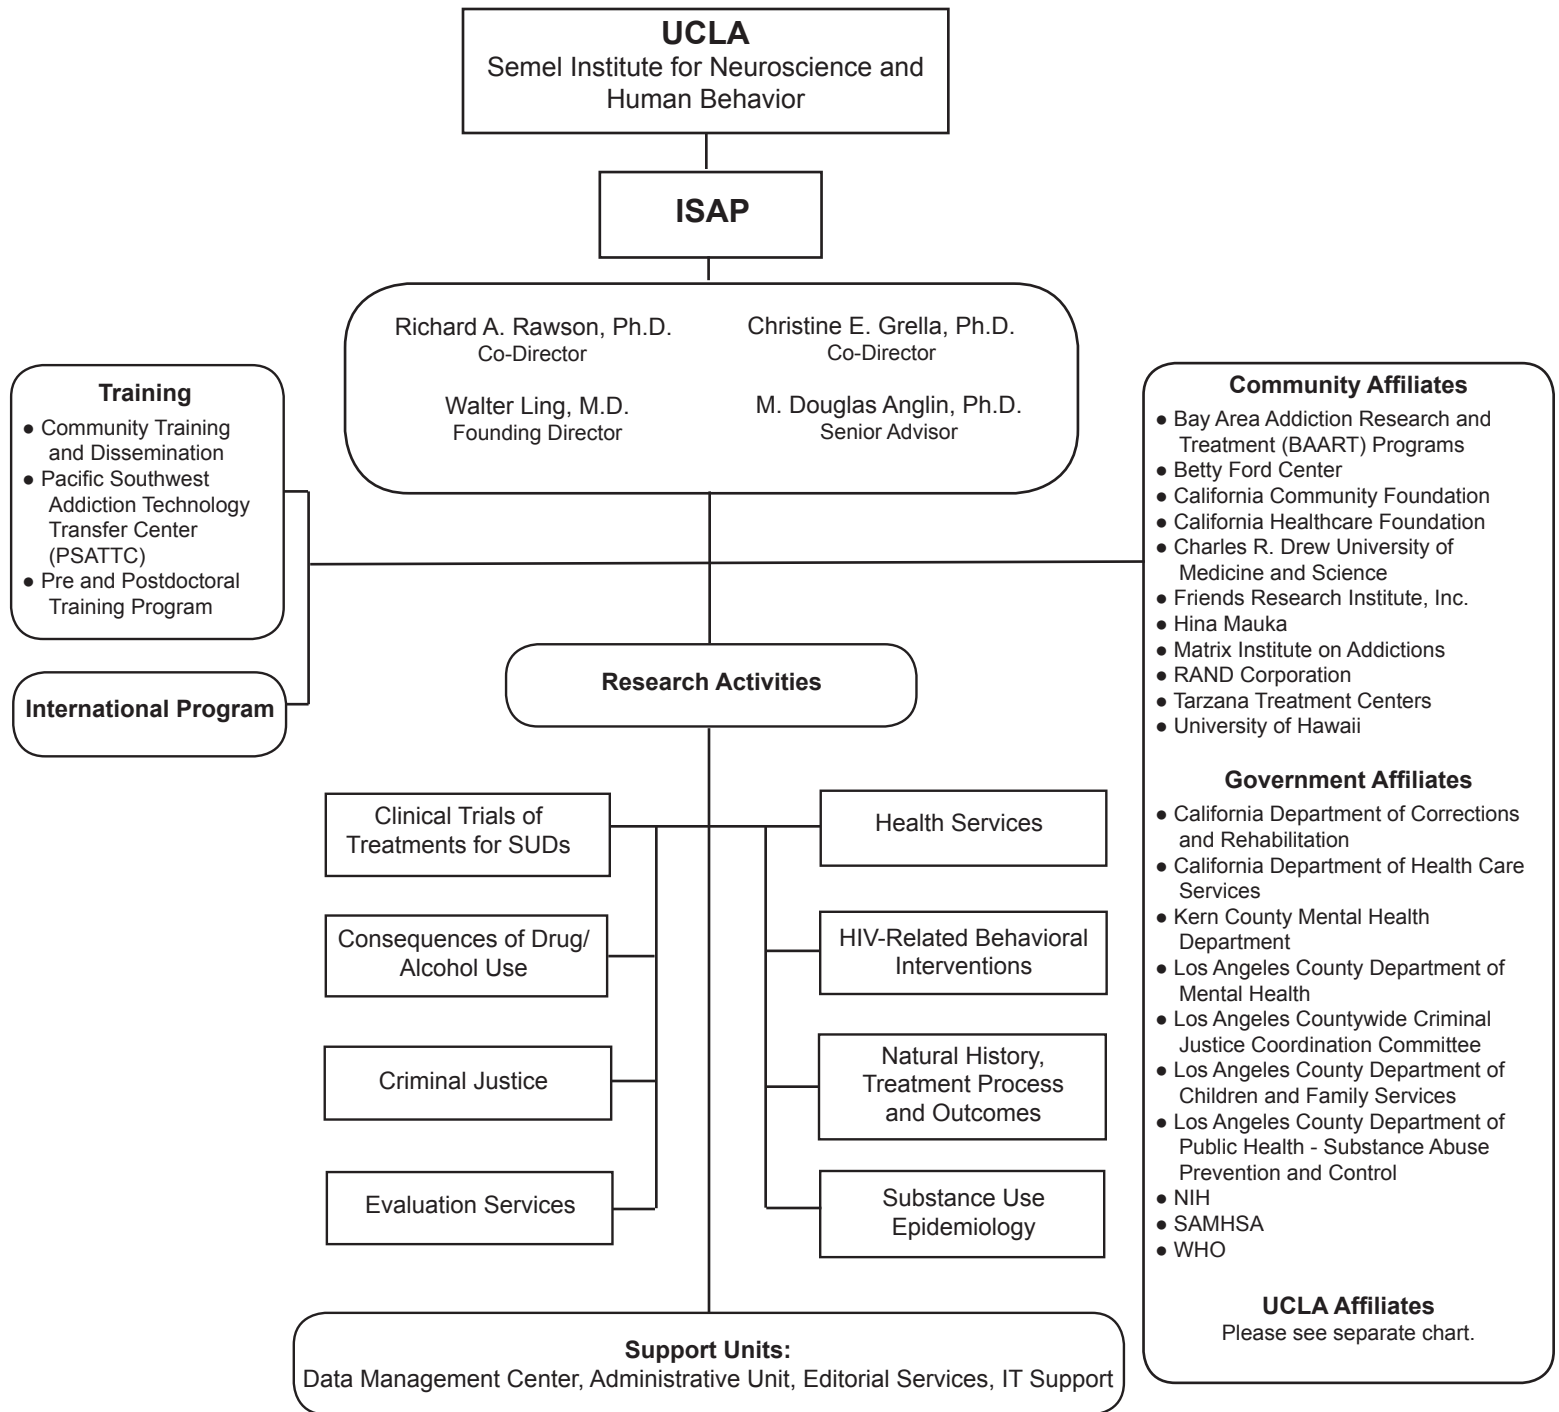 UCLA
Semel Institute for Neuroscience and
Human Behavior
ISAP
Richard A. Rawson, Ph.D.
Co-Director
Christine E. Grella, Ph.D.
Co-Director
Walter Ling, M.D.
Founding Director
M. Douglas Anglin, Ph.D.
Senior Advisor
Training
● Community Training
and Dissemination
● Pacific Southwest
Addiction Technology
Transfer Center
(PSATTC)
● Pre and Postdoctoral
Training Program
International Program
Research Activities
Clinical Trials of
Treatments for SUDs
Health Services
Consequences of Drug/
Alcohol Use
HIV-Related Behavioral
Interventions
Criminal Justice
Natural History,
Treatment Process
and Outcomes
Evaluation Services
Substance Use
Epidemiology
Support Units:
Data Management Center, Administrative Unit, Editorial Services, IT Support
Community Affiliates
● Bay Area Addiction Research and
Treatment (BAART) Programs
● Betty Ford Center
● California Community Foundation
● California Healthcare Foundation
● Charles R. Drew University of
Medicine and Science
● Friends Research Institute, Inc.
● Hina Mauka
● Matrix Institute on Addictions
● RAND Corporation
● Tarzana Treatment Centers
● University of Hawaii
Government Affiliates
● California Department of Corrections
and Rehabilitation
● California Department of Health Care
Services
● Kern County Mental Health
Department
● Los Angeles County Department of
Mental Health
● Los Angeles Countywide Criminal
Justice Coordination Committee
● Los Angeles County Department of
Children and Family Services
● Los Angeles County Department of
Public Health - Substance Abuse
Prevention and Control
● NIH
● SAMHSA
● WHO
UCLA Affiliates
Please see separate chart.